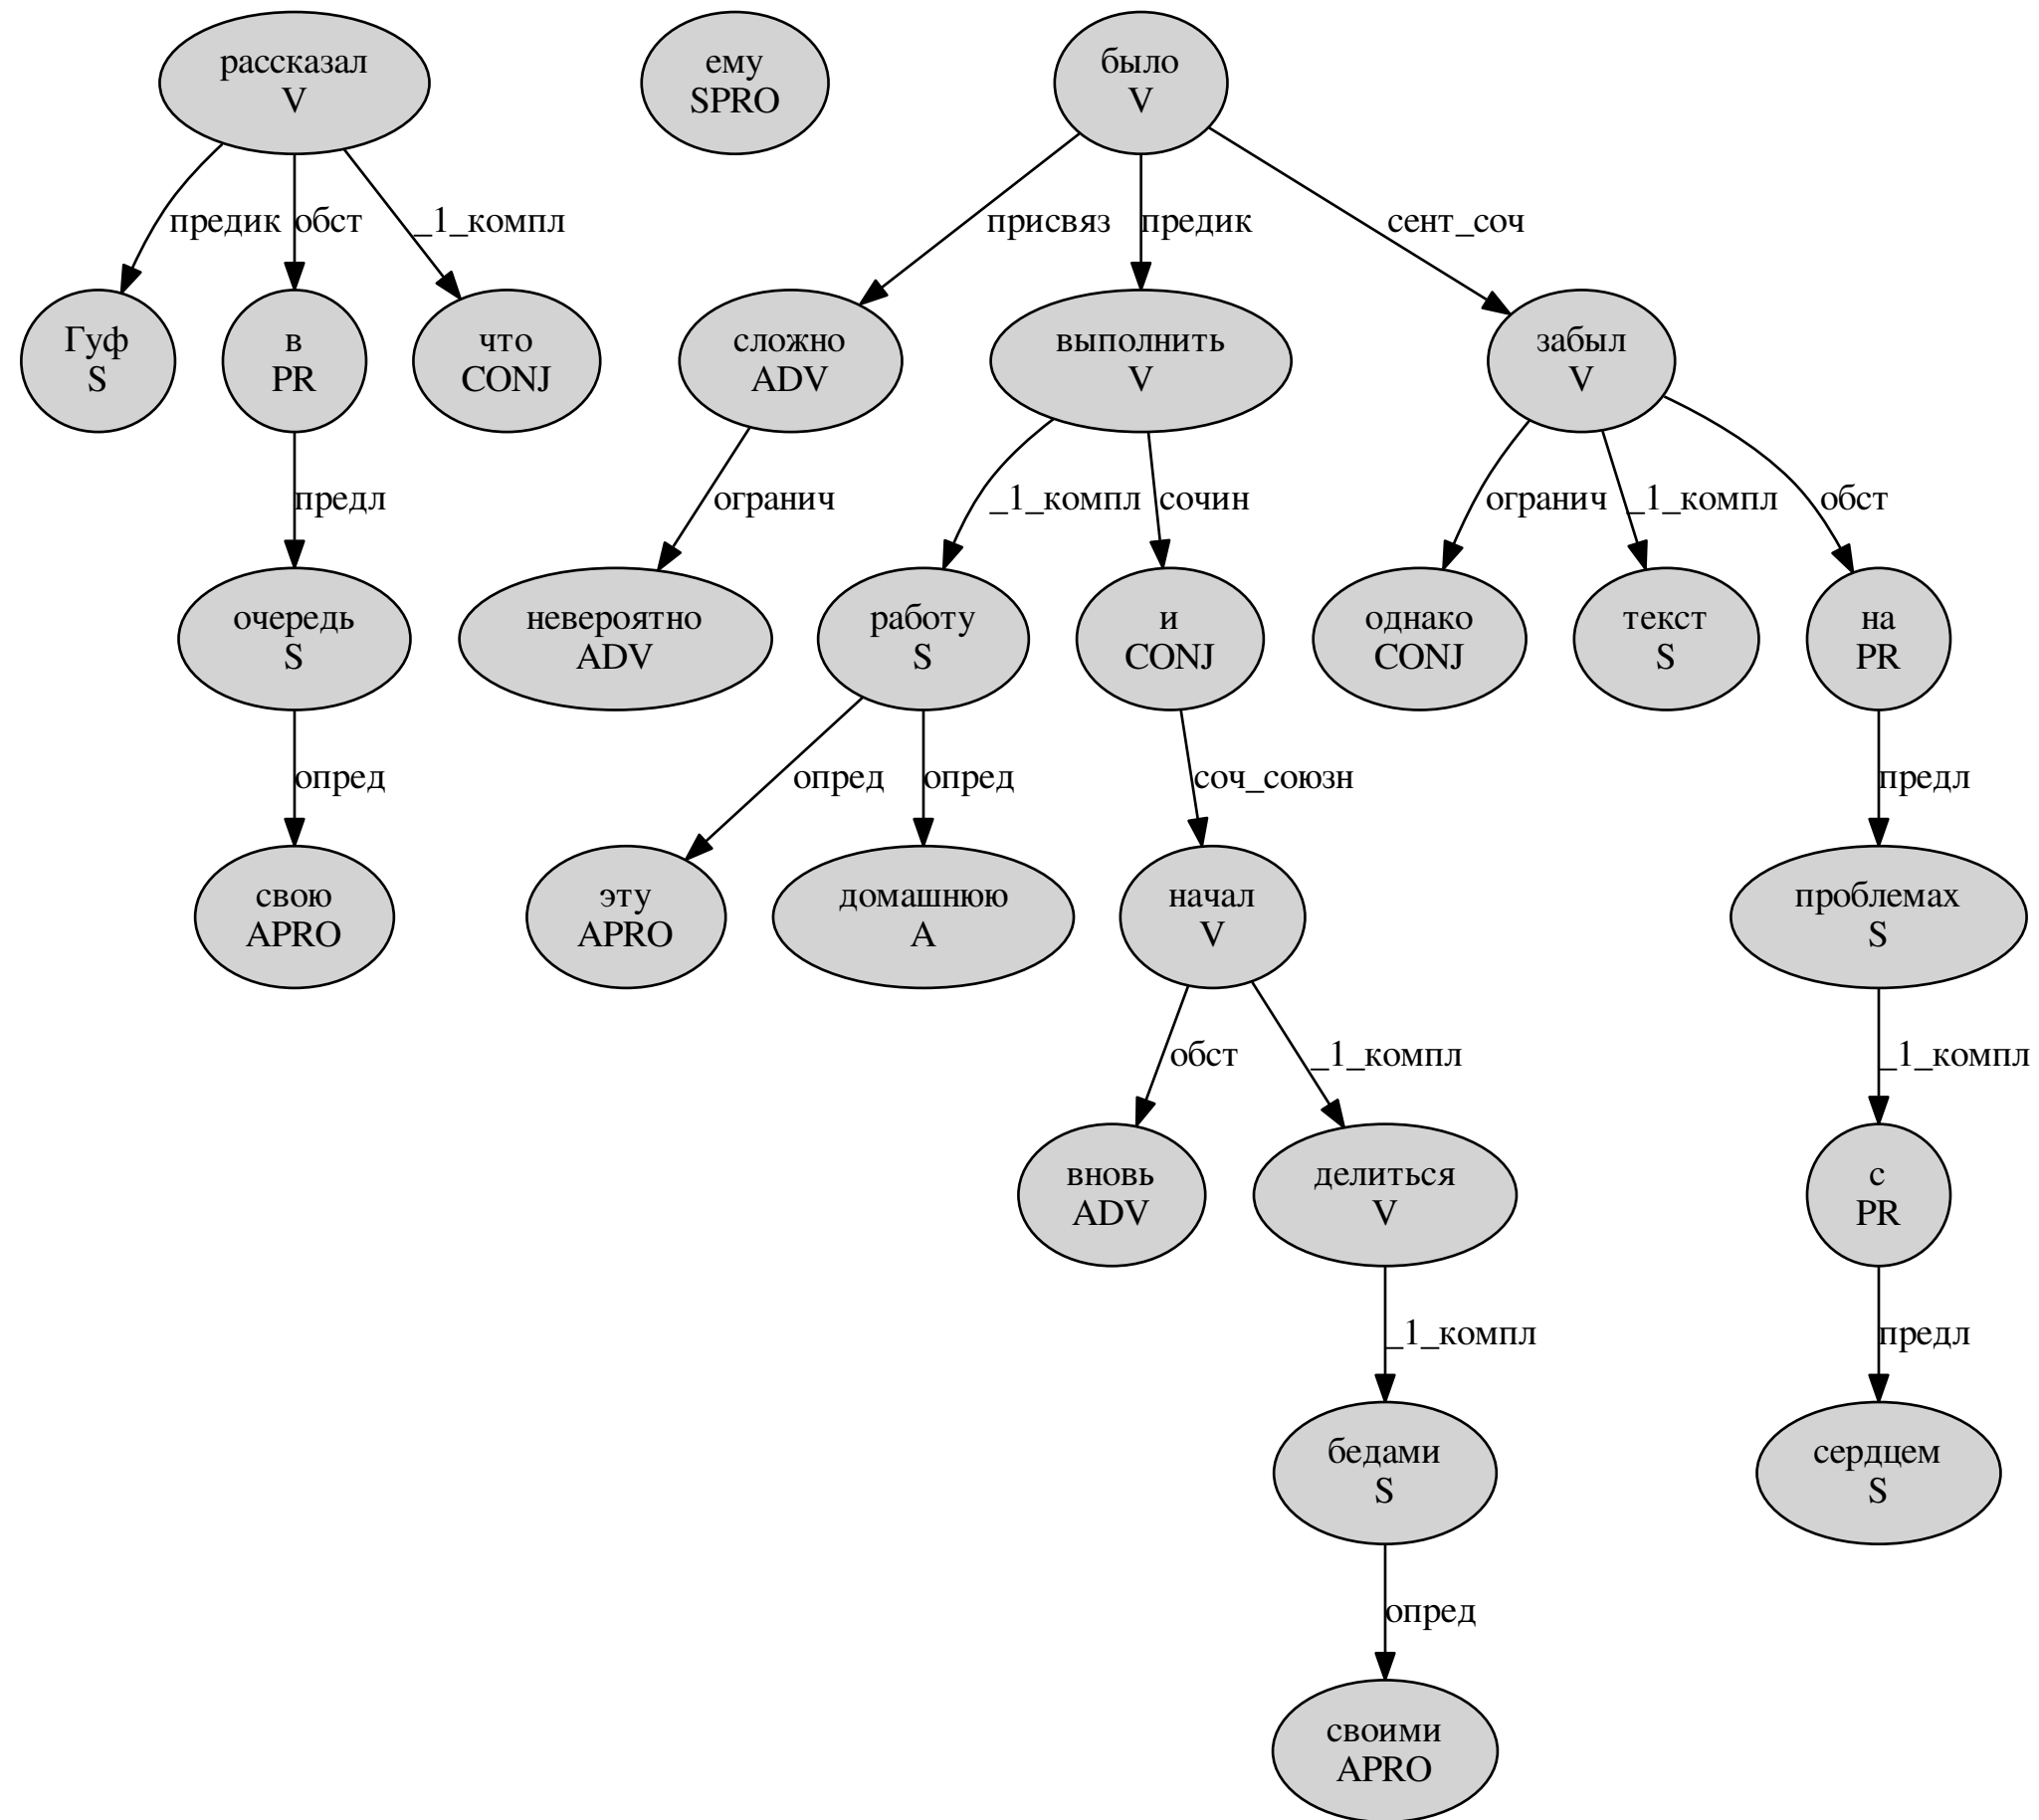 рассказал
V
ему
SPRO
было
V
предик
обст
_1_компл
присвяз
предик
сент_соч
Гуф
S
в
PR
что
CONJ
сложно
ADV
выполнить
V
забыл
V
предл
огранич
_1_компл
сочин
огранич
_1_компл
обст
очередь
S
невероятно
ADV
работу
S
и
CONJ
однако
CONJ
текст
S
на
PR
опред
опред
опред
соч_союзн
предл
свою
APRO
эту
APRO
домашнюю
A
начал
V
проблемах
S
обст
_1_компл
_1_компл
вновь
ADV
делиться
V
с
PR
_1_компл
предл
бедами
S
сердцем
S
опред
своими
APRO